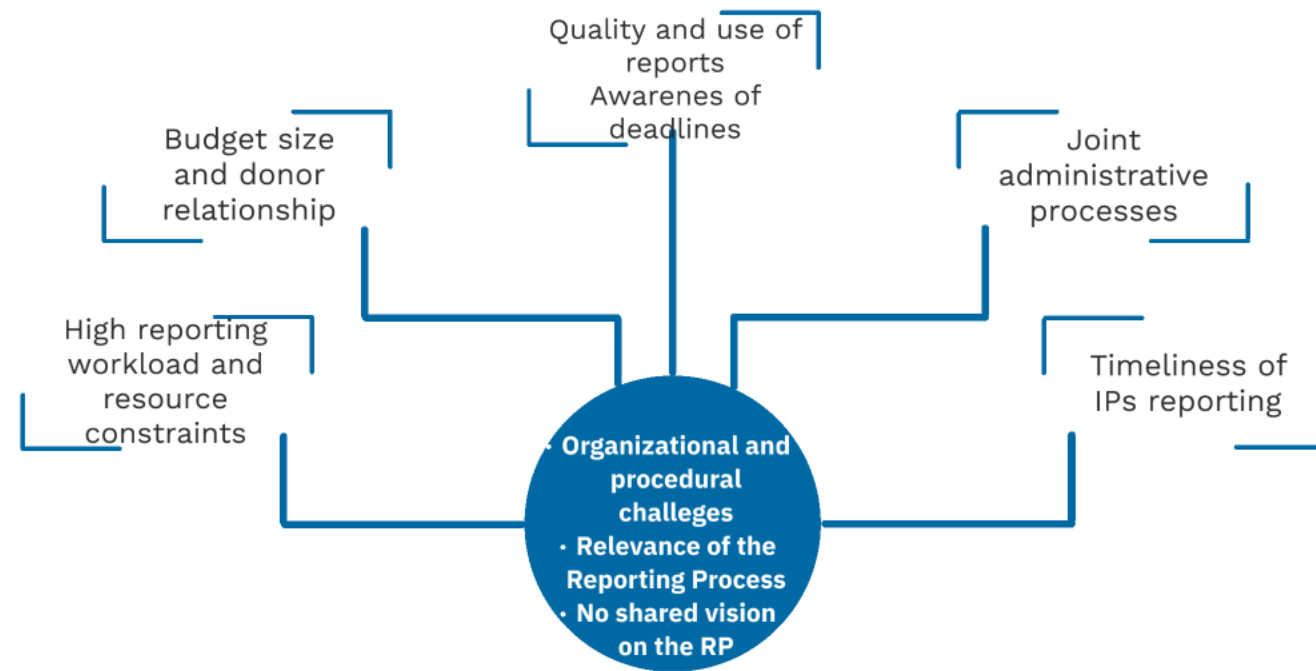 Quality and use of
reports
Awarenes of
deadlines
Budget size
and donor
relationship
Joint
administrative
processes
High reporting
workload and
resource
constraints
Timeliness of
IPs reporting
· Organizational and
procedural
challeges
· Relevance of the
Reporting Process
· No shared vision
on the RP